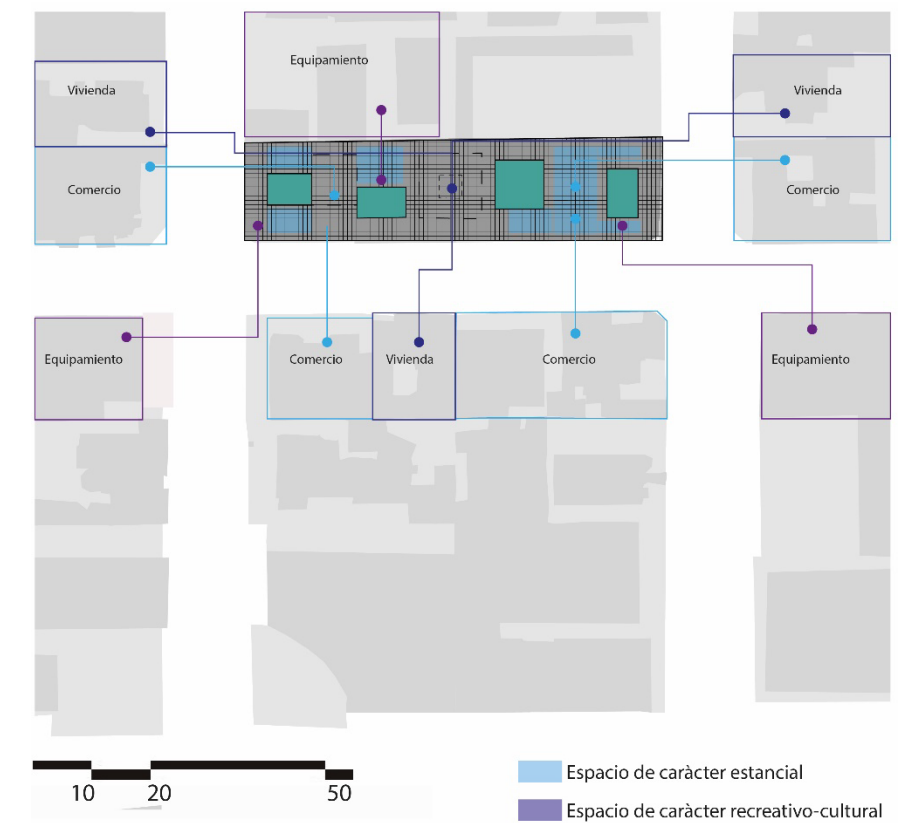 Equipamiento
Vivienda
Vivienda
Comercio
Comercio
Equipamiento
Comercio
Vivienda
Comercio
Equipamiento
10 20 50
Espacio de caràcter estancial
Espacio de caràcter recreativo-cultural